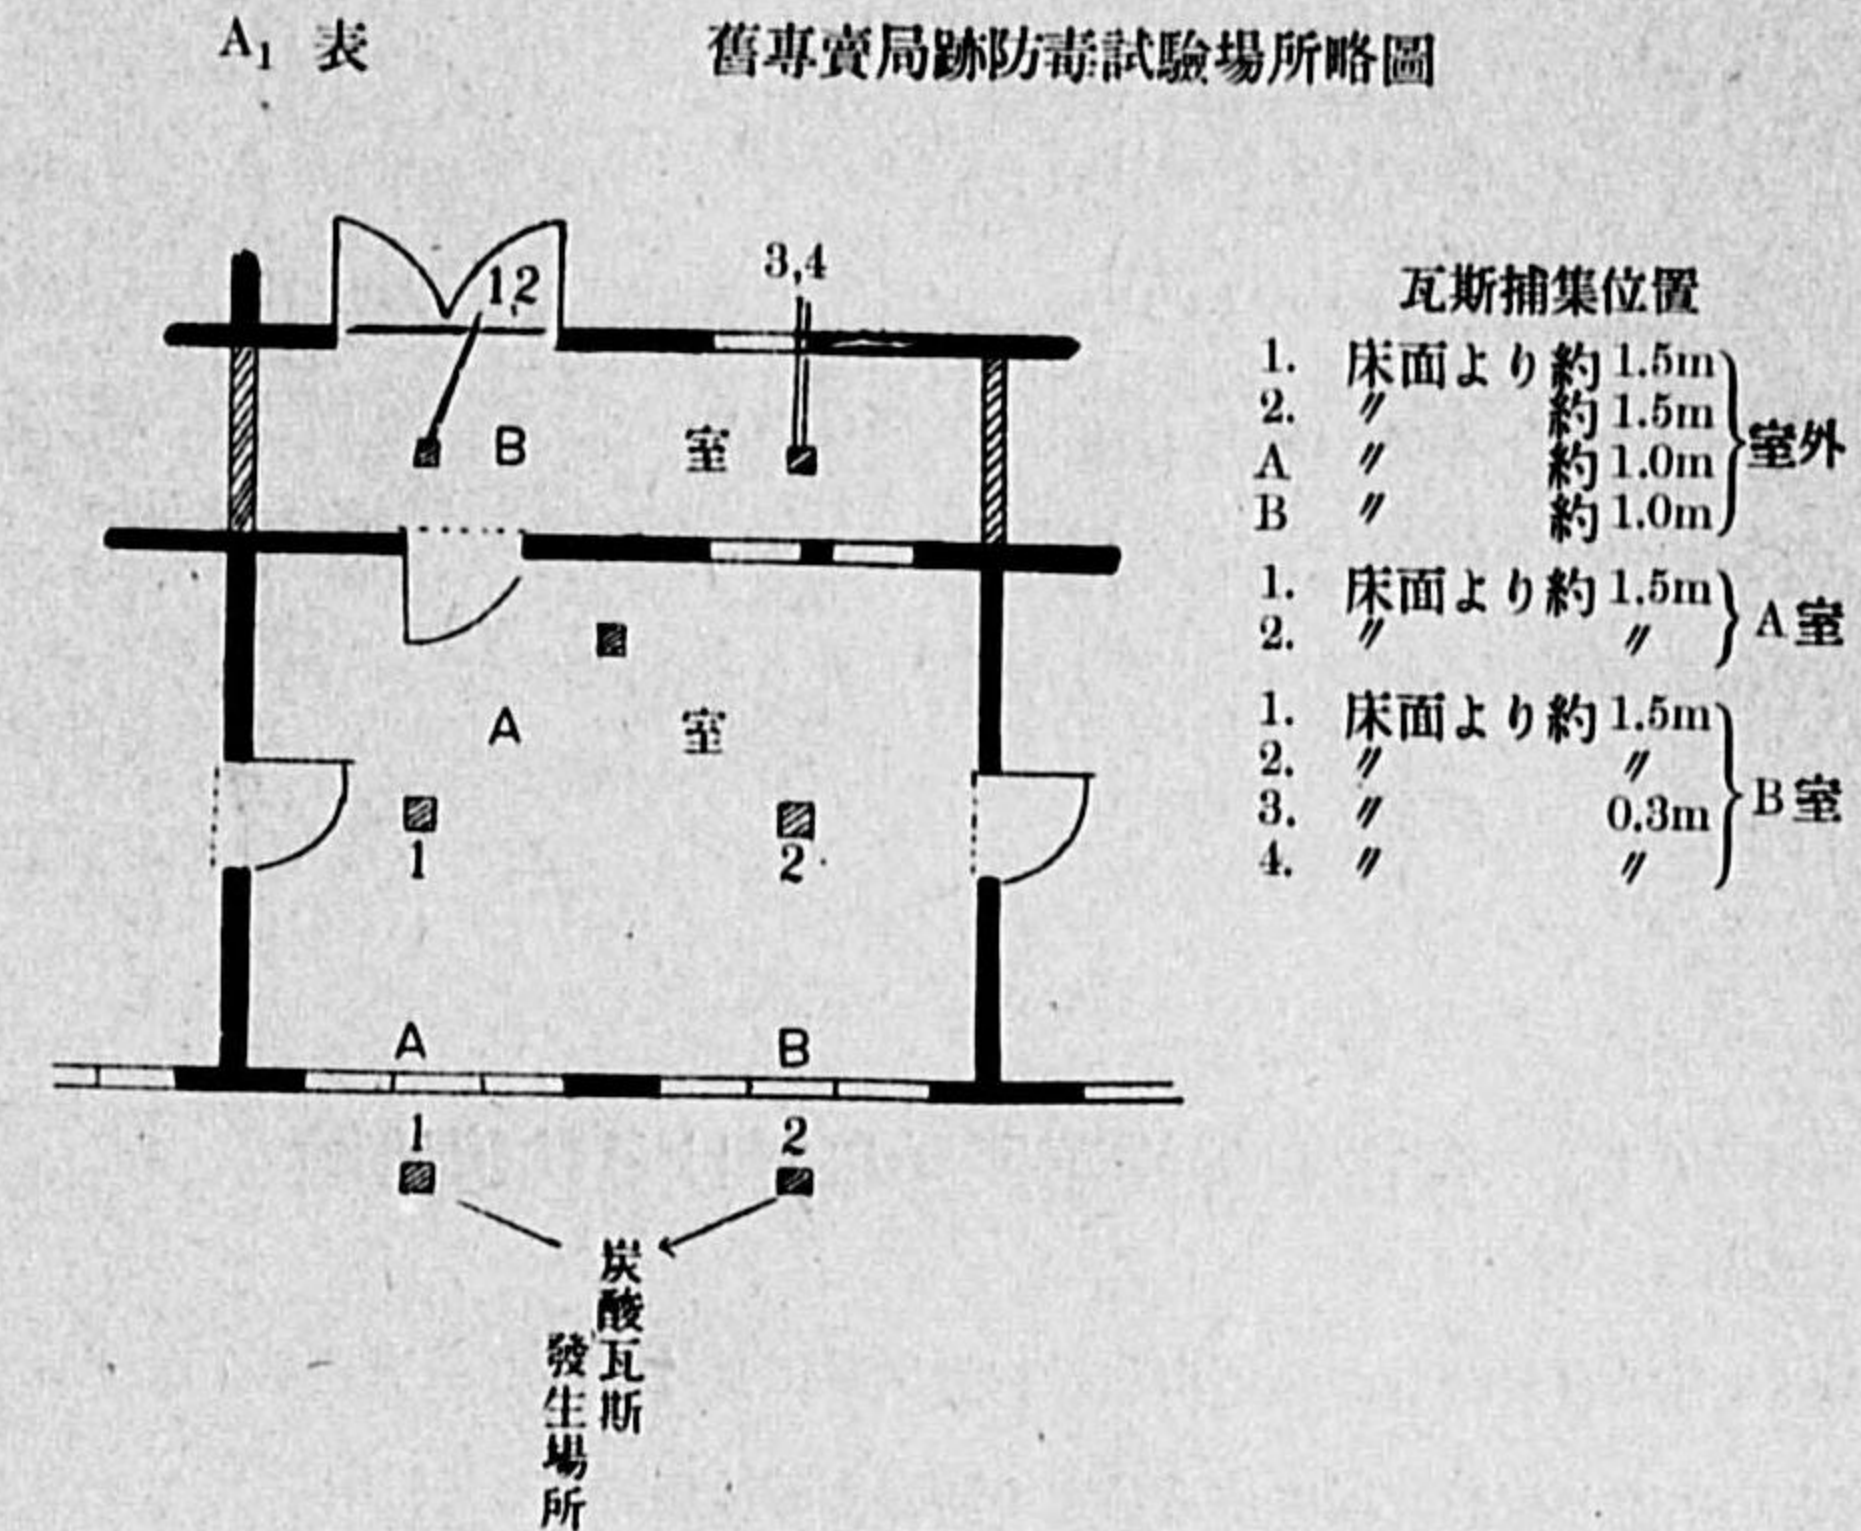 A₁ 表
舊專賣局跡防毒試驗場所略圖
1,2
3,4
B 室
A 室
1
2
A
B
1
2
炭酸瓦斯
發生場所
瓦斯捕集位置
1. 床面より約 1.5m
2. 〃 約 1.5m
A 〃 約 1.0m
B 〃 約 1.0m
室外
1. 床面より約 1.5m
2. 〃 〃
A室
1. 床面より約 1.5m
2. 〃 〃
3. 〃 0.3m
4. 〃 〃
B室